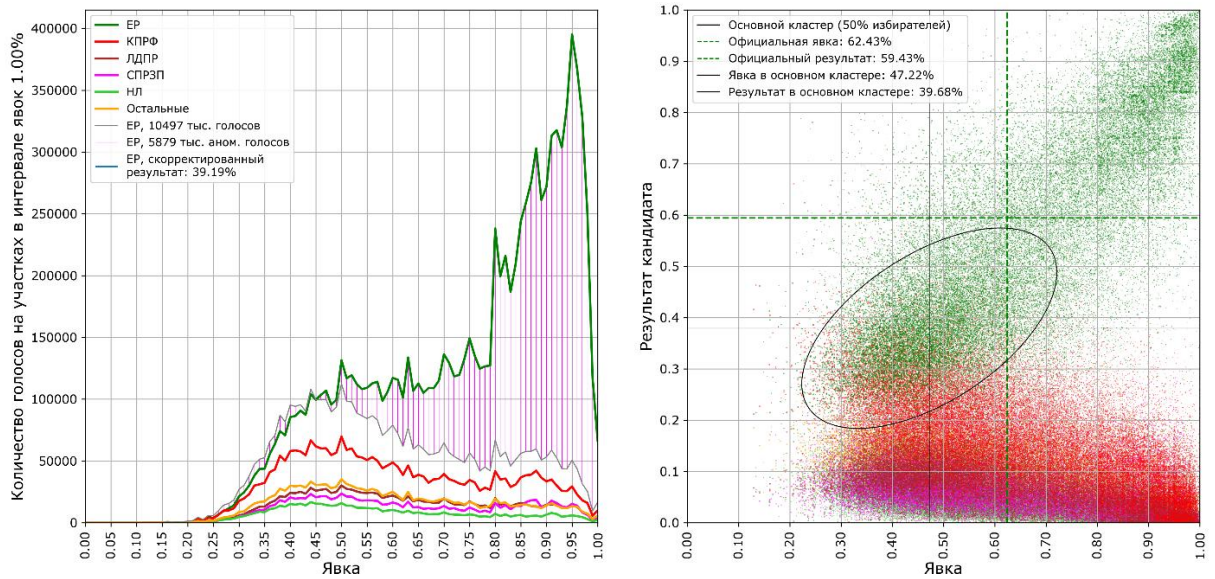 Количество голосов на участках в интервале явок 1.00%
400000
350000
300000
250000
200000
150000
100000
50000
0
ЕР
КПРФ
ЛДПР
СПРЗП
НЛ
Остальные
ЕР, 10497 тыс. голосов
ЕР, 5879 тыс. аном. голосов
ЕР, скорректированный
результат: 39.19%
0.00
0.05
0.10
0.15
0.20
0.25
0.30
0.35
0.40
0.45
0.50
0.55
0.60
0.65
0.70
0.75
0.80
0.85
0.90
0.95
1.00
Явка
Результат кандидата
1.0
0.9
0.8
0.7
0.6
0.5
0.4
0.3
0.2
0.1
0.0
Основной кластер (50% избирателей)
Официальная явка: 62.43%
Официальный результат: 59.43%
Явка в основном кластере: 47.22%
Результат в основном кластере: 39.68%
0.00
0.10
0.20
0.30
0.40
0.50
0.60
0.70
0.80
0.90
1.00
Явка